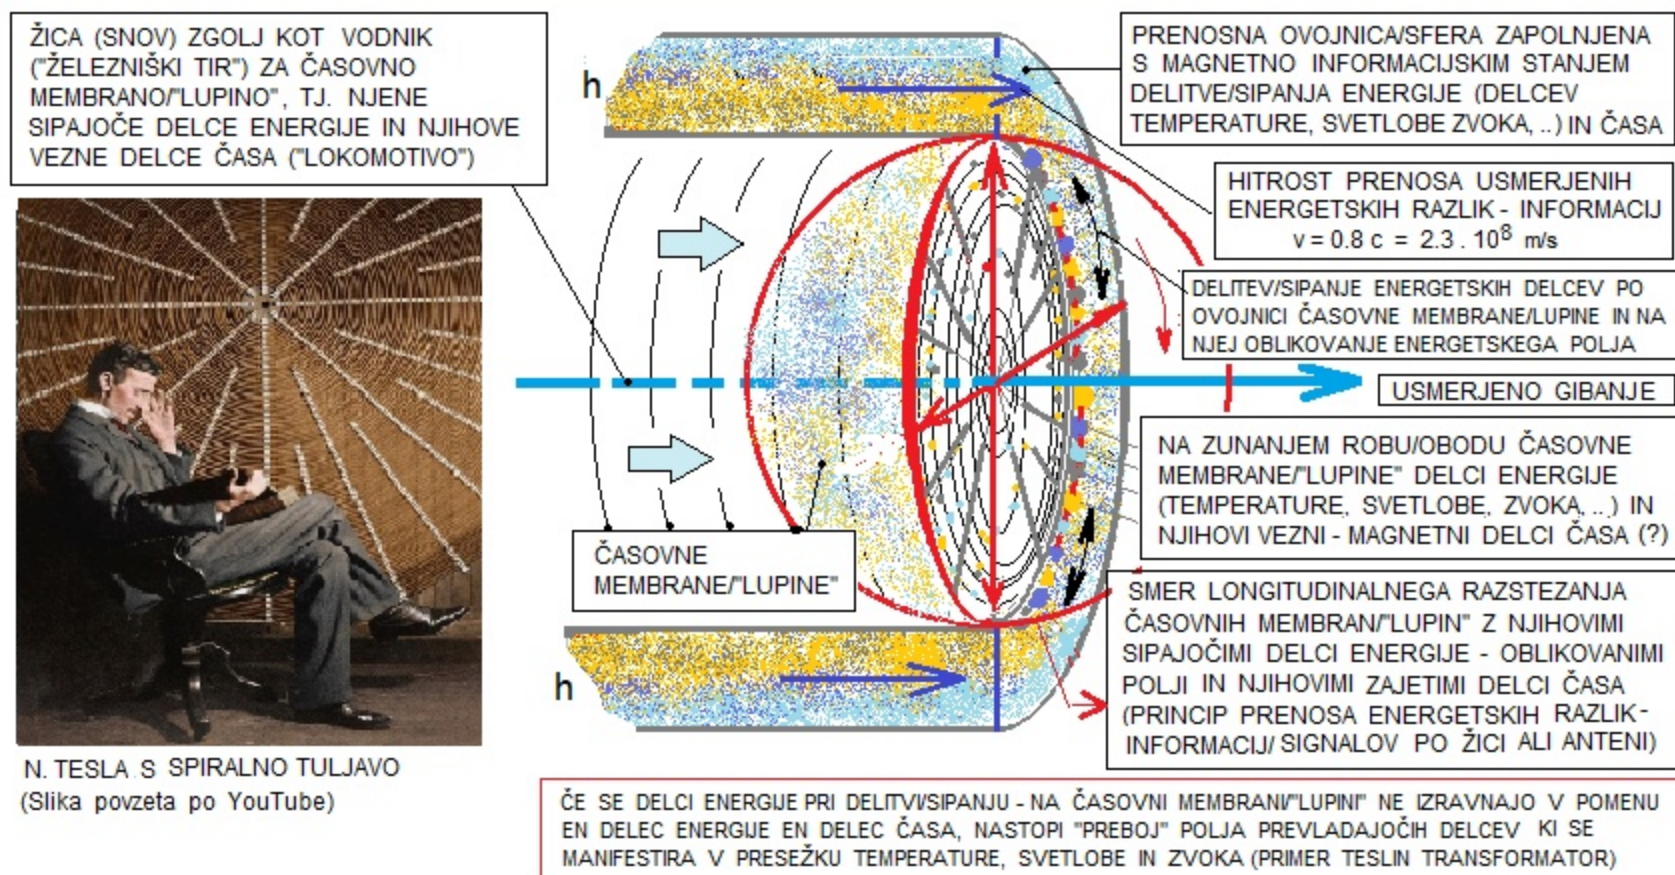 ŽICA (SNOV) ZGOLJ KOT VODNIK
("ŽELEZNIŠKI TIR") ZA ČASOVNO
MEMBRANO/"LUPINO", TJ. NJENE
SIPAJOČE DELCE ENERGIJE IN NJIHOVE
VEZNE DELCE ČASA ("LOKOMOTIVO")
h
PRENOSNA OVOJNICA/SFERA ZAPOLNJENA
S MAGNETNO INFORMACIJSKIM STANJEM
DELITVE/SIPANJA ENERGIJE (DELCEV
TEMPERATURE, SVETLOBE ZVOKA, ..) IN ČASA
HITROST PRENOSA USMERJENIH
ENERGETSKIH RAZLIK - INFORMACIJ
v = 0.8 c = 2.3 . 10⁸ m/s
DELITEV/SIPANJE ENERGETSKIH DELCEV PO
OVOJNICI ČASOVNE MEMBRANE/LUPINE IN NA
NJEJ OBLIKOVANJE ENERGETSKEGA POLJA
USMERJENO GIBANJE
NA ZUNANJEM ROBU/OBODU ČASOVNE
MEMBRANE/"LUPINE" DELCI ENERGIJE
(TEMPERATURE, SVETLOBE, ZVOKA, ..) IN
NJIHOVI VEZNI - MAGNETNI DELCI ČASA (?)
ČASOVNE
MEMBRANE/"LUPINE"
h
SMER LONGITUDINALNEGA RAZSTEZANJA
ČASOVNIH MEMBRAN/"LUPIN" Z NJIHOVIMI
SIPAJOČIMI DELCI ENERGIJE - OBLIKOVANIMI
POLJI IN NJIHOVIMI ZAJETIMI DELCI ČASA
(PRINCIP PRENOSA ENERGETSKIH RAZLIK-
INFORMACIJ/ SIGNALOV PO ŽICI ALI ANTENI)
N. TESLA S SPIRALNO TULJAVO
(Slika povzeta po YouTube)
ČE SE DELCI ENERGIJE PRI DELITVI/SIPANJU - NA ČASOVNI MEMBRANI/"LUPINI" NE IZRAVNAJO V POMENU
EN DELEC ENERGIJE EN DELEC ČASA, NASTOPI "PREBOJ" POLJA PREVLADAJOČIH DELCEV KI SE
MANIFESTIRA V PRESEŽKU TEMPERATURE, SVETLOBE IN ZVOKA (PRIMER TESLIN TRANSFORMATOR)